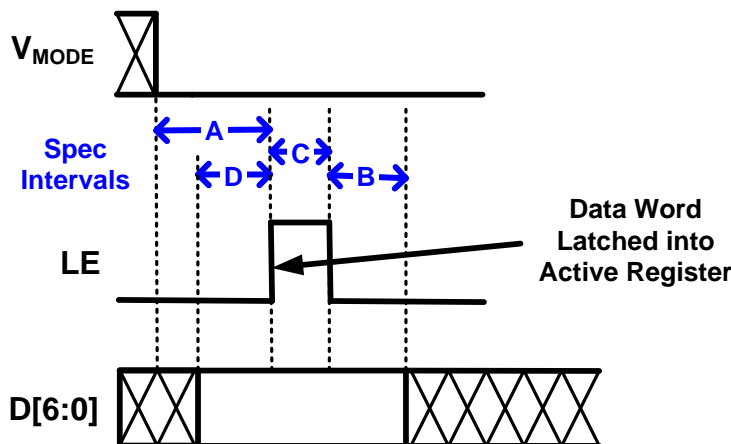 VMODE
A
Spec
Intervals
C
D
B
Data Word
Latched into
Active Register
LE
D[6:0]